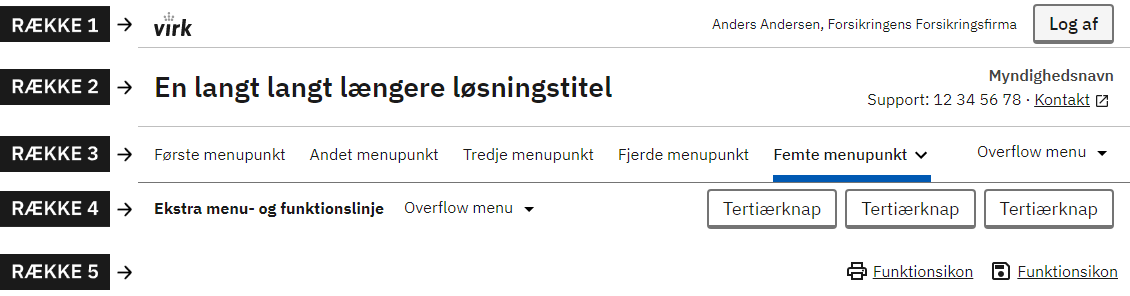 RÆKKE 1 → virk Anders Andersen, Forsikringens Forsikringsfirma Log af
Myndighedsnavn
RÆKKE 2 → En langt langt længere løsningstitel
Support: 12 34 56 78 · Kontakt
RÆKKE 3 → Første menupunkt Andet menupunkt Tredje menupunkt Fjerde menupunkt Femte menupunkt Overflow menu
RÆKKE 4 → Ekstra menu- og funktionslinje Overflow menu Tertiærknap Tertiærknap Tertiærknap
RÆKKE 5 → Funktionsikon Funktionsikon